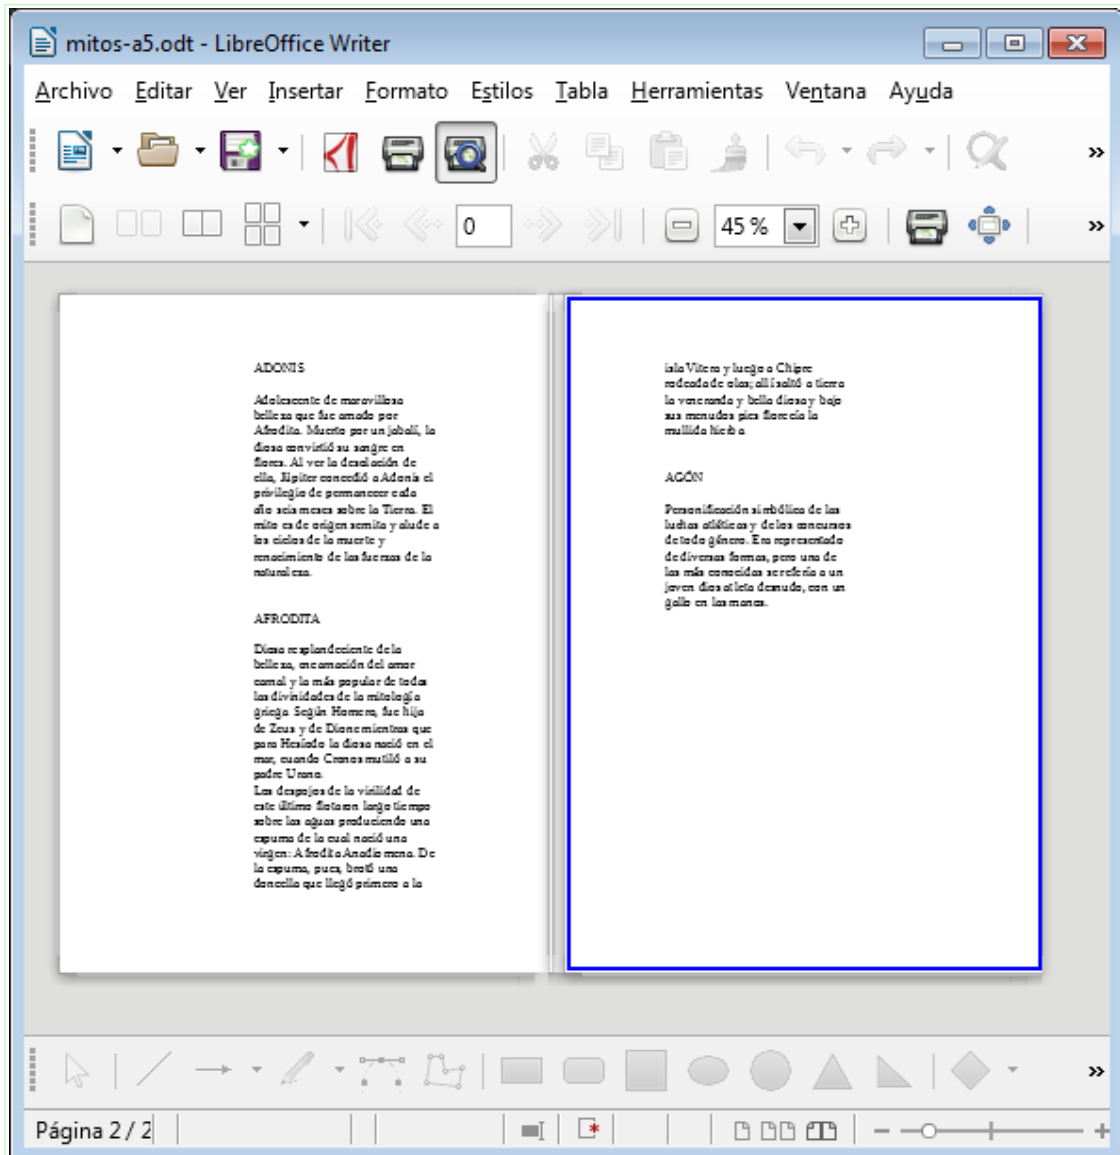 mitos-a5.odt - LibreOffice Writer
Archivo Editar Ver Insertar Formato Estilos Tabla Herramientas Ventana Ayuda
0
45 %
ADONIS
Adolescente de maravillosa
belleza que fue amado por
Afrodita. Muerto por un jabalí, la
diosa convirtió su sangre en
flores. Al ver la desolación de
ella, Júpiter concedió a Adonis el
privilegio de permanecer cada
año seis meses sobre la Tierra. El
mito es de origen semita y alude a
los ciclos de la muerte y
renacimiento de las fuerzas de la
naturaleza.
AFRODITA
Diosa resplandeciente de la
belleza, encarnación del amor
carnal y la más popular de todas
las divinidades de la mitología
griega. Según Homero, fue hija
de Zeus y de Dione mientras que
para Hesíodo la diosa nació en el
mar, cuando Cronos mutiló a su
padre Urano.
Los despojos de la virilidad de
este último flotaron largo tiempo
sobre las aguas produciendo una
espuma de la cual nació una
virgen: Afrodita Anadiomena. De
la espuma, pues, brotó una
doncella que llegó primero a la
isla Vitera y luego a Chipre
rodeada de olas; allí saltó a tierra
la veneranda y bella diosa y bajo
sus menudos pies florecía la
mullida hierba
AGÓN
Personificación simbólica de las
luchas atléticas y de los concursos
de todo género. Era representado
de diversas formas, pero una de
las más conocidas se refería a un
joven dios atleta desnudo, con un
gallo en las manos.
Página 2 / 2